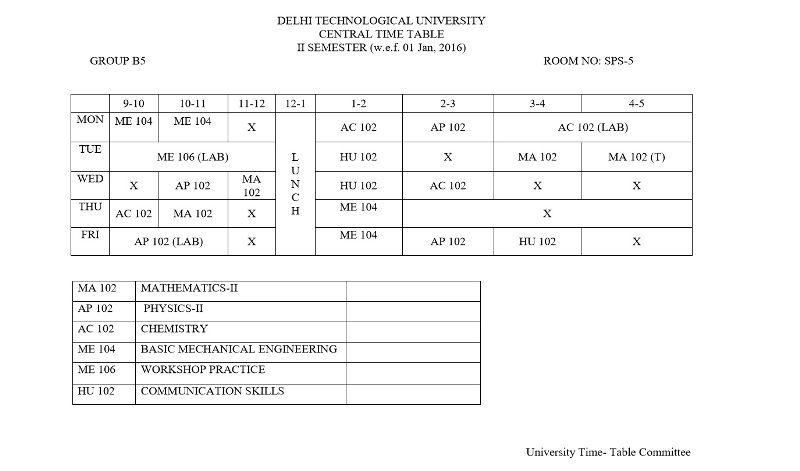 DELHI TECHNOLOGICAL UNIVERSITY
CENTRAL TIME TABLE
II SEMESTER (w.e.f. 01 Jan, 2016)
GROUP B5 ROOM NO: SPS-5
9-10 10-11 11-12 12-1 1-2 2-3 3-4 4-5
MON ME 104 ME 104 X AC 102 AP 102 AC 102 (LAB)
TUE ME 106 (LAB) HU 102 X MA 102 MA 102 (T)
WED X AP 102 MA 102 HU 102 AC 102 X X
THU AC 102 MA 102 X ME 104 X
FRI AP 102 (LAB) X ME 104 AP 102 HU 102 X
L
U
N
C
H
MA 102 MATHEMATICS-II
AP 102 PHYSICS-II
AC 102 CHEMISTRY
ME 104 BASIC MECHANICAL ENGINEERING
ME 106 WORKSHOP PRACTICE
HU 102 COMMUNICATION SKILLS
University Time- Table Committee